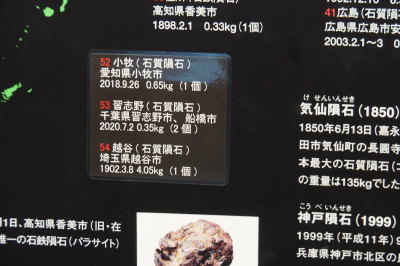 高知県香美市
1898.2.1 0.33kg(1個)
52 小牧(石質隕石)
愛知県小牧市
2018.9.26 0.65kg(1個)
53 習志野(石質隕石)
千葉県習志野市、船橋市
2020.7.2 0.35kg(2個)
54 越谷(石質隕石)
埼玉県越谷市
1902.3.8 4.05kg(1個)
41広島(石質隕
広島県広島市安
2003.2.1～3 0.
けせんいんせき
気仙隕石(1850)
1850年6月13日(嘉永
田市気仙町の長圓寺
本最大の石質隕石(コ
の重量は135kgでした
こうべいんせき
神戸隕石(1999)
1999年(平成11年)9
兵庫県神戸市北区の
月1日、高知県香美市(旧・在
唯一の石鉄隕石(パラサイト)